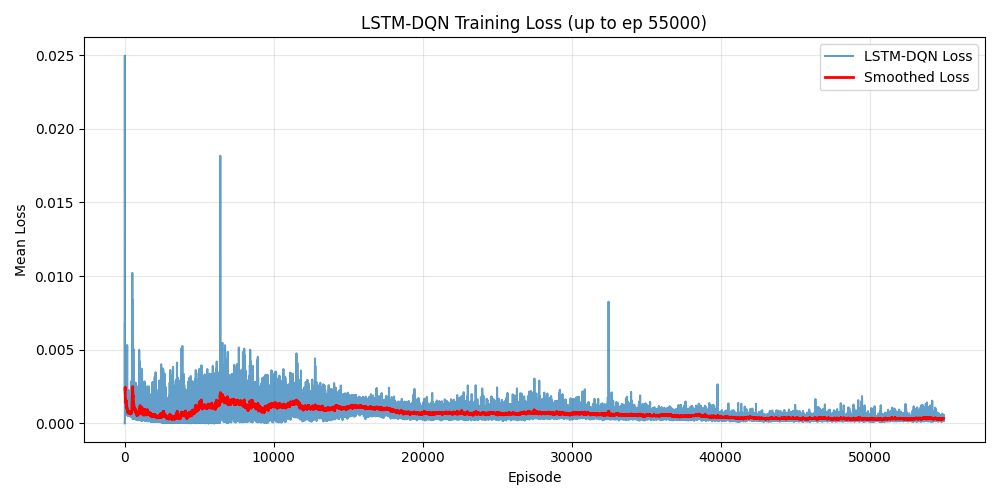 LSTM-DQN Training Loss (up to ep 55000)
LSTM-DQN Loss
Smoothed Loss
Mean Loss
0.025
0.020
0.015
0.010
0.005
0.000
0
10000
20000
30000
40000
50000
Episode